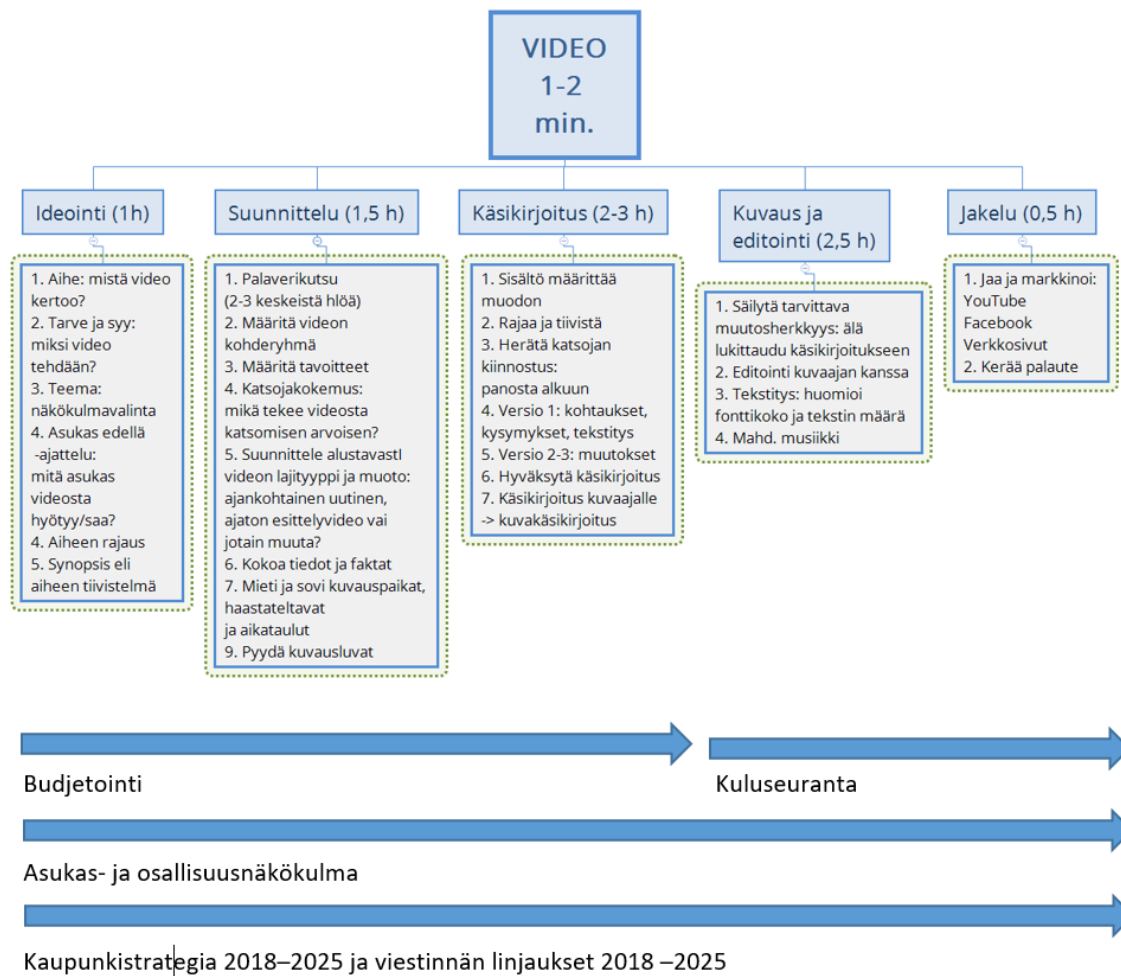 VIDEO
1-2
min.
Ideointi (1h)
1. Aihe: mistä video
kertoo?
2. Tarve ja syy:
miksi video
tehdään?
3. Teema:
näkökulmavalinta
4. Asukas edellä
-ajattelu:
mitä asukas
videosta
hyötyy/saa?
4. Aiheen rajaus
5. Synopsis eli
aiheen tiivistelmä
Suunnittelu (1,5 h)
1. Palaverikutsu
(2-3 keskeistä hlöä)
2. Määritä videon
kohderyhmä
3. Määritä tavoitteet
4. Katsojakokemus:
mikä tekee videosta
katsomisen arvoisen?
5. Suunnittele alustavastI
videon lajityyppi ja muoto:
ajankohtainen uutinen,
ajaton esittelyvideo vai
jotain muuta?
6. Kokoa tiedot ja faktat
7. Mieti ja sovi kuvauspaikat,
haastateltavat
ja aikataulut
9. Pyydä kuvausluvat
Käsikirjoitus (2-3 h)
1. Sisältö määrittää
muodon
2. Rajaa ja tiivistä
3. Herätä katsojan
kiinnostus:
panosta alkuun
4. Versio 1: kohtaukset,
kysymykset, tekstitys
5. Versio 2-3: muutokset
6. Hyväksytä käsikirjoitus
7. Käsikirjoitus kuvaajalle
-> kuvakäsikirjoitus
Kuvaus ja
editointi (2,5 h)
1. Säilytä tarvittava
muutosherkkyys: älä
lukittaudu käsikirjoitukseen
2. Editointi kuvaajan kanssa
3. Tekstitys: huomioi
fonttikoko ja tekstin määrä
4. Mahd. musiikki
Jakelu (0,5 h)
1. Jaa ja markkinoi:
YouTube
Facebook
Verkkosivut
2. Kerää palaute
Budjetointi
Kuluseuranta
Asukas- ja osallisuusnäkökulma
Kaupunkistrategia 2018–2025 ja viestinnän linjaukset 2018 –2025